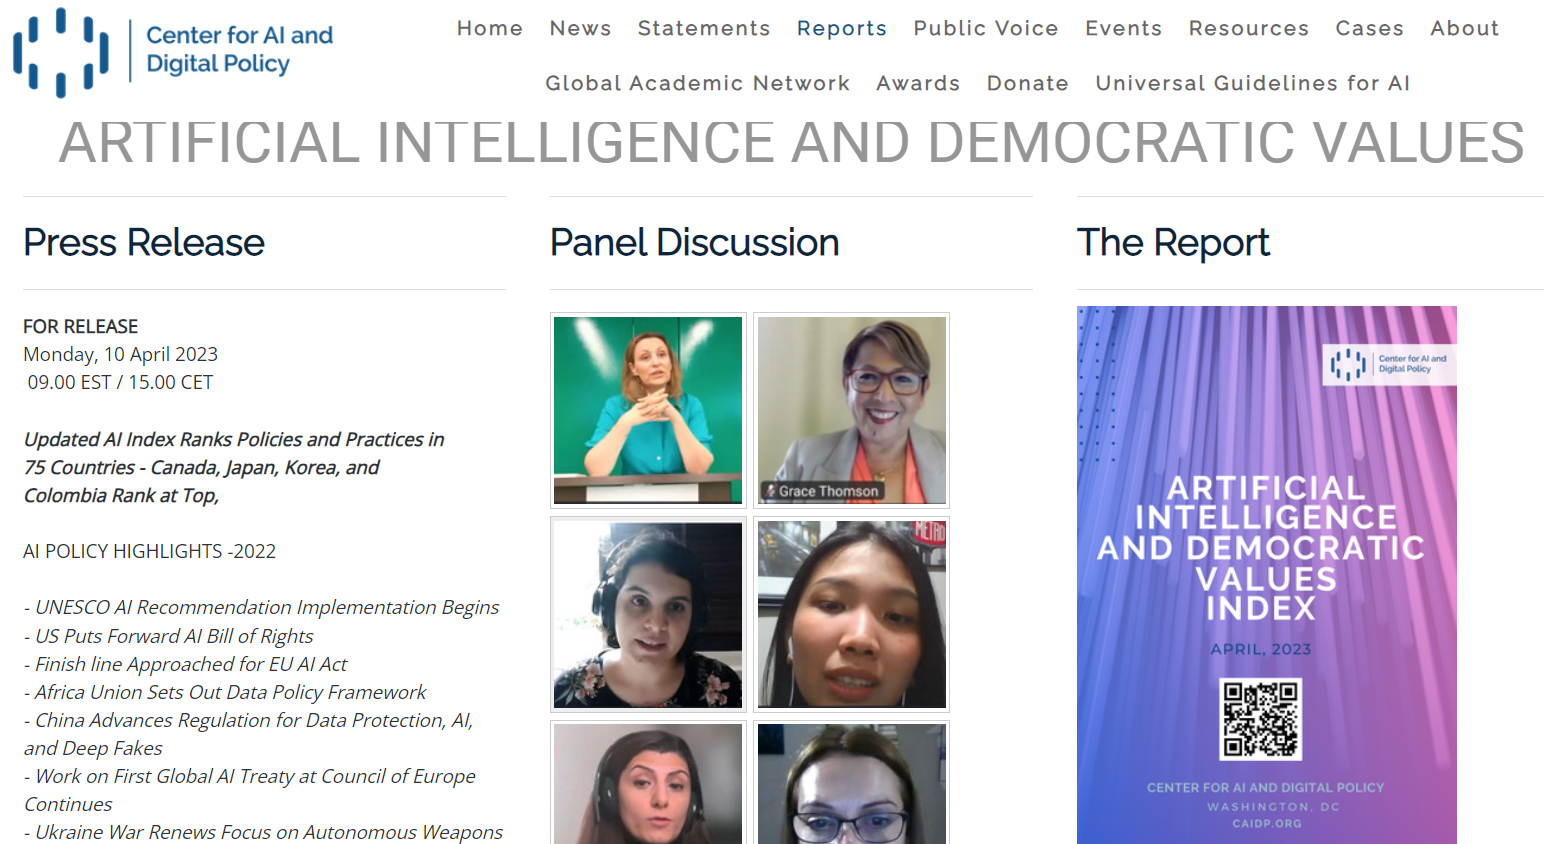 Center for AI and
Digital Policy
Home News Statements Reports Public Voice Events Resources Cases About
Global Academic Network Awards Donate Universal Guidelines for AI
ARTIFICIAL INTELLIGENCE AND DEMOCRATIC VALUES
Press Release
FOR RELEASE
Monday, 10 April 2023
09.00 EST / 15.00 CET
Updated AI Index Ranks Policies and Practices in
75 Countries - Canada, Japan, Korea, and
Colombia Rank at Top,
AI POLICY HIGHLIGHTS -2022
- UNESCO AI Recommendation Implementation Begins
- US Puts Forward AI Bill of Rights
- Finish line Approached for EU AI Act
- Africa Union Sets Out Data Policy Framework
- China Advances Regulation for Data Protection, AI,
and Deep Fakes
- Work on First Global AI Treaty at Council of Europe
Continues
- Ukraine War Renews Focus on Autonomous Weapons
Panel Discussion
Grace Thomson
METRO
The Report
Center for AI and
Digital Policy
ARTIFICIAL
INTELLIGENCE
AND DEMOCRATIC
VALUES
INDEX
APRIL, 2023
CENTER FOR AI AND DIGITAL POLICY
WASHINGTON, DC
CAIDP.ORG